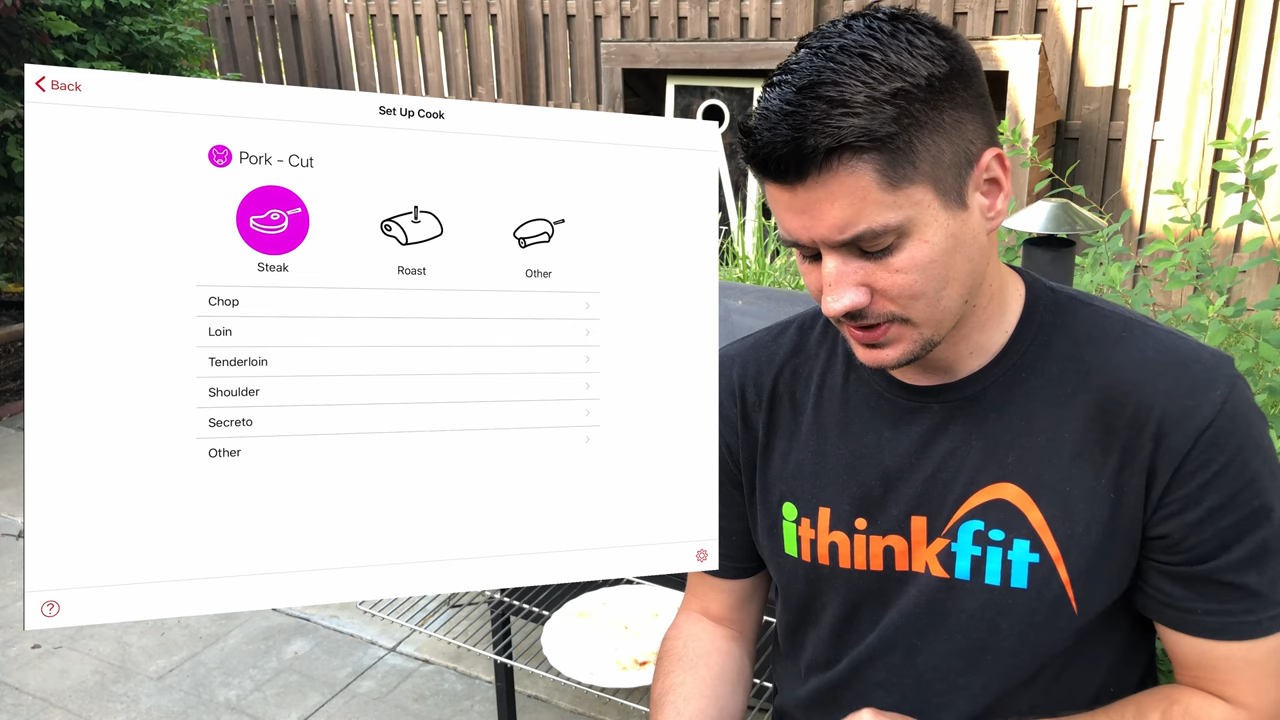 Back
Set Up Cook
Pork - Cut
Steak
Roast
Other
Chop
Loin
Tenderloin
Shoulder
Secreto
Other
?
ithinkfit